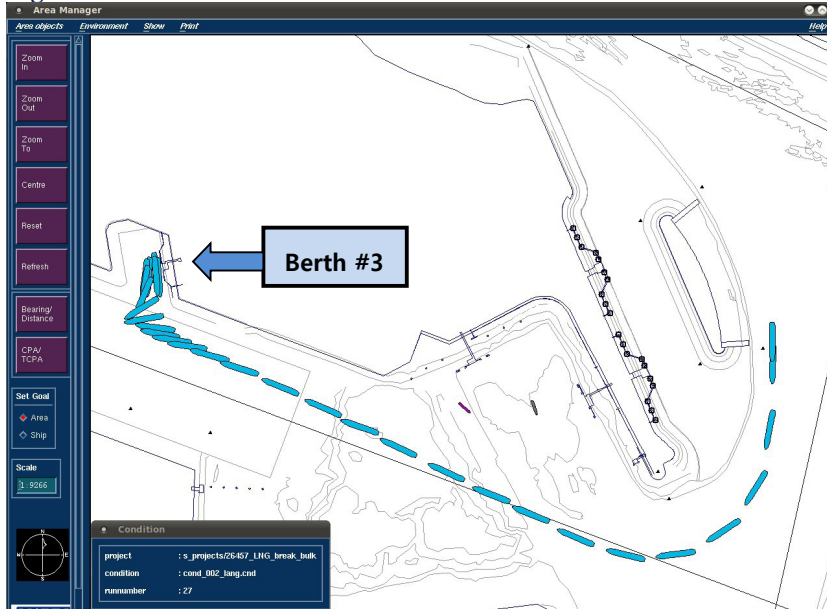 Area Manager
Area objects Environment Show Print Help
Zoom
In
Zoom
Out
Zoom
To
Centre
Reset
Refresh
Bearing/
Distance
CPA/
TCPA
Set Goal
Area
Ship
Scale
1 9266
N
W E
S
Berth #3
Condition
project : s_projects/26457_LNG_break_bulk
condition : cond_002_lang.cnd
runnumber : 27